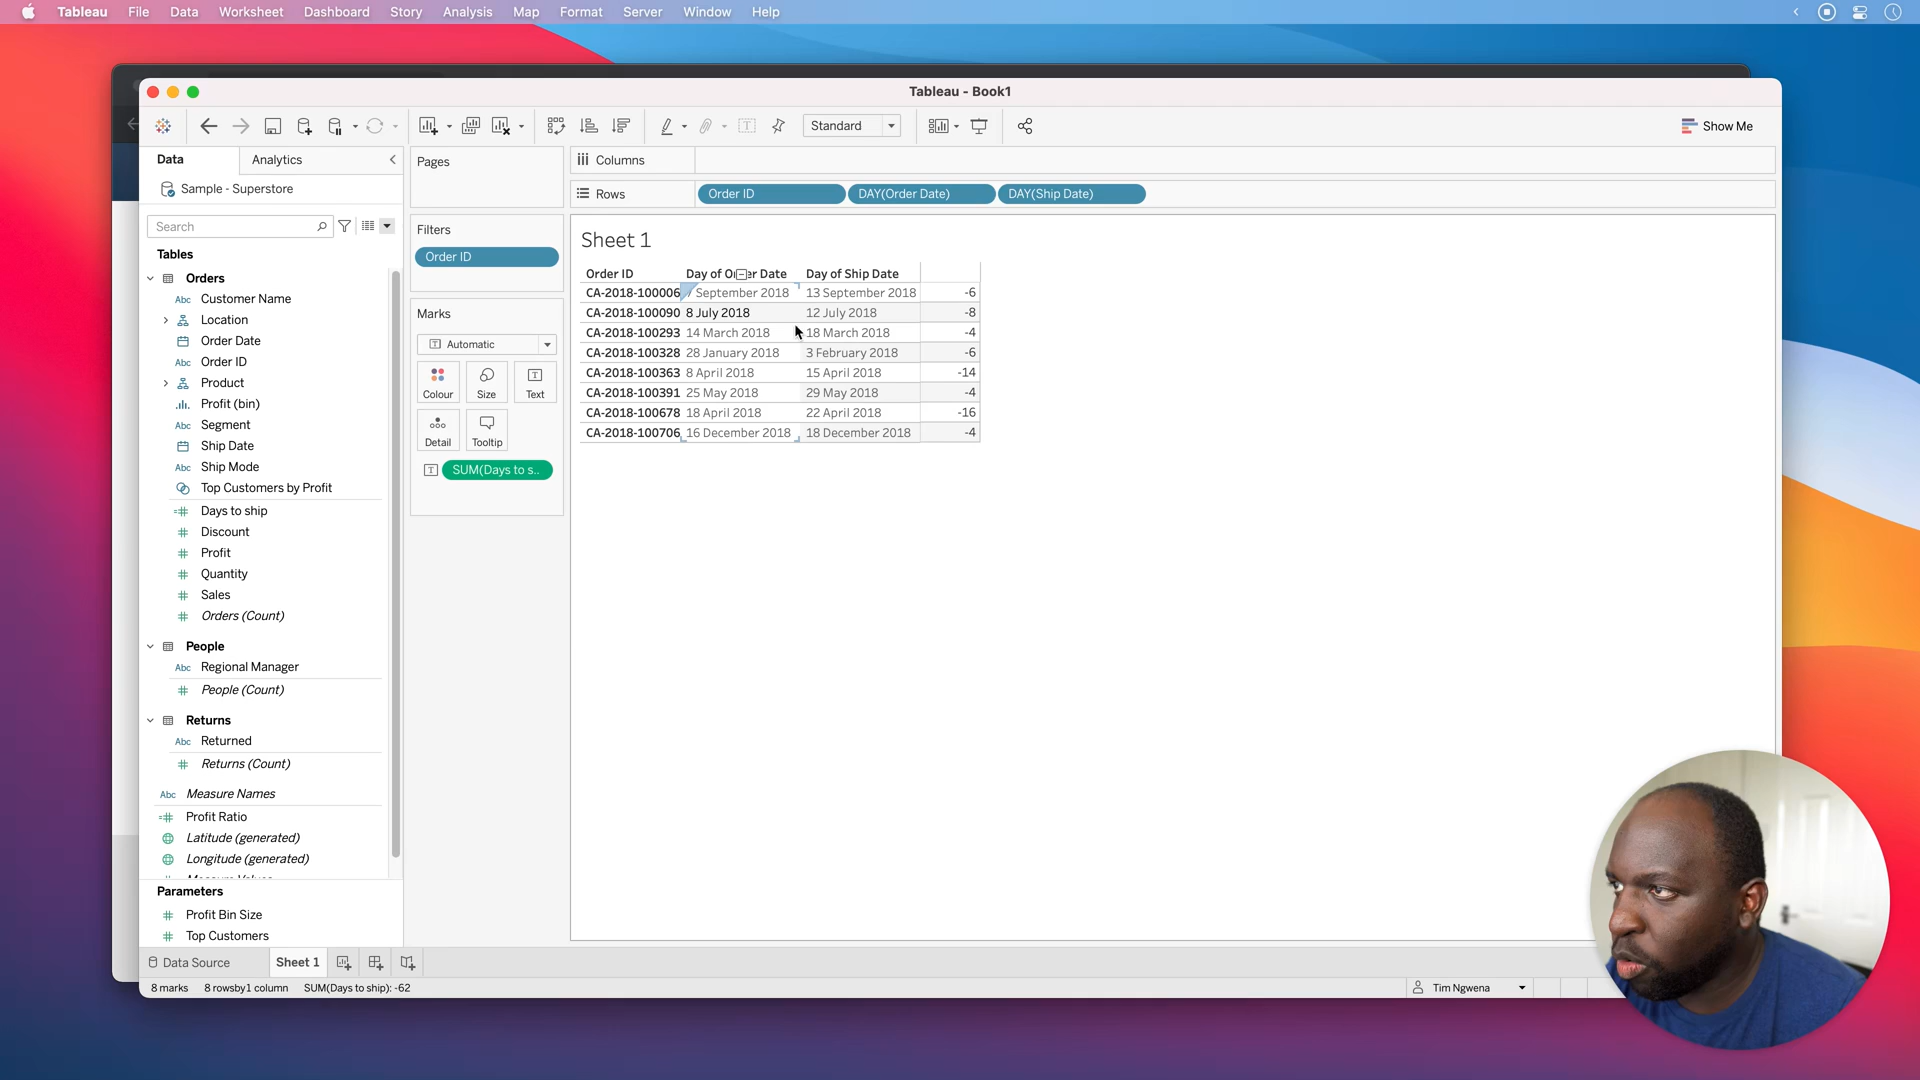 Tableau File Data Worksheet Dashboard Story Analysis Map Format Server Window Help
Tableau - Book1
Standard
Show Me
Data Analytics
Sample - Superstore
Search
Tables
Orders
Abc Customer Name
Location
Order Date
Abc Order ID
Product
Profit (bin)
Abc Segment
Ship Date
Abc Ship Mode
Top Customers by Profit
Days to ship
Discount
Profit
Quantity
Sales
Orders (Count)
People
Abc Regional Manager
People (Count)
Returns
Abc Returned
Returns (Count)
Abc Measure Names
Profit Ratio
Latitude (generated)
Longitude (generated)
Parameters
Profit Bin Size
Top Customers
Pages
Filters
Order ID
Marks
Automatic
Colour Size Text
Detail Tooltip
SUM(Days to s..
Columns
Rows Order ID DAY(Order Date) DAY(Ship Date)
Sheet 1
Order ID Day of Order Date Day of Ship Date
CA-2018-100006 7 September 2018 13 September 2018 -6
CA-2018-100090 8 July 2018 12 July 2018 -8
CA-2018-100293 14 March 2018 18 March 2018 -4
CA-2018-100328 28 January 2018 3 February 2018 -6
CA-2018-100363 8 April 2018 15 April 2018 -14
CA-2018-100391 25 May 2018 29 May 2018 -4
CA-2018-100678 18 April 2018 22 April 2018 -16
CA-2018-100706 16 December 2018 18 December 2018 -4
Data Source Sheet 1
8 marks 8 rowsby1 column SUM(Days to ship): -62
Tim Ngwena